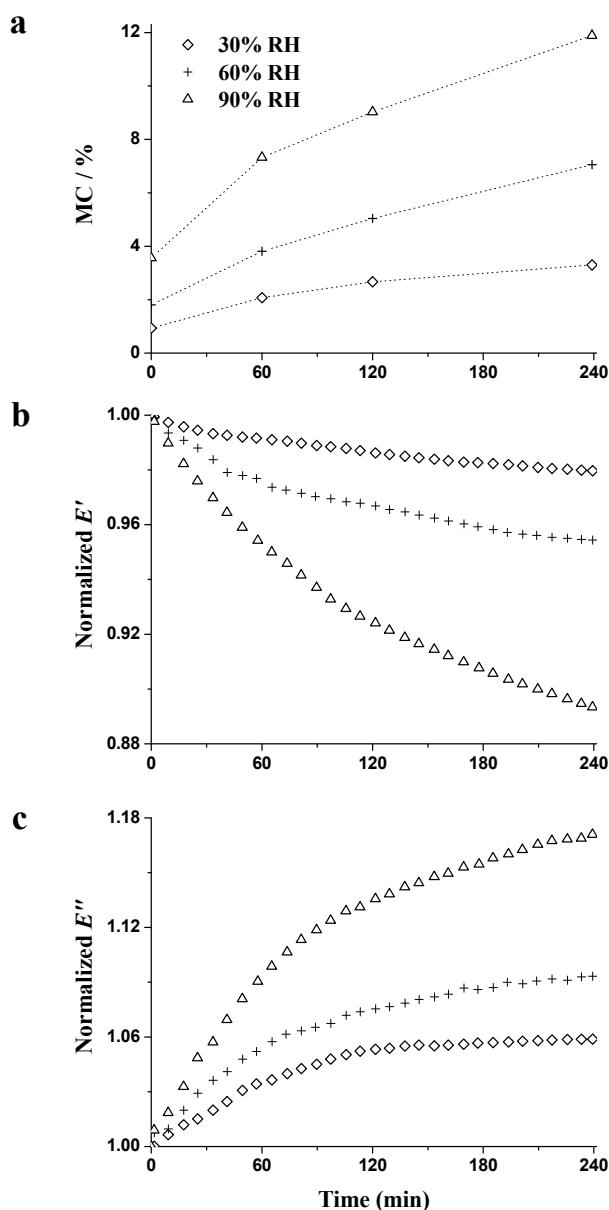 a
12
8
4
0
MC / %
30% RH
60% RH
90% RH
0 60 120 180 240
b
1.00
0.96
0.92
0.88
Normalized E′
0 60 120 180 240
c
1.18
1.12
1.06
1.00
Normalized E″
0 60 120 180 240
Time (min)